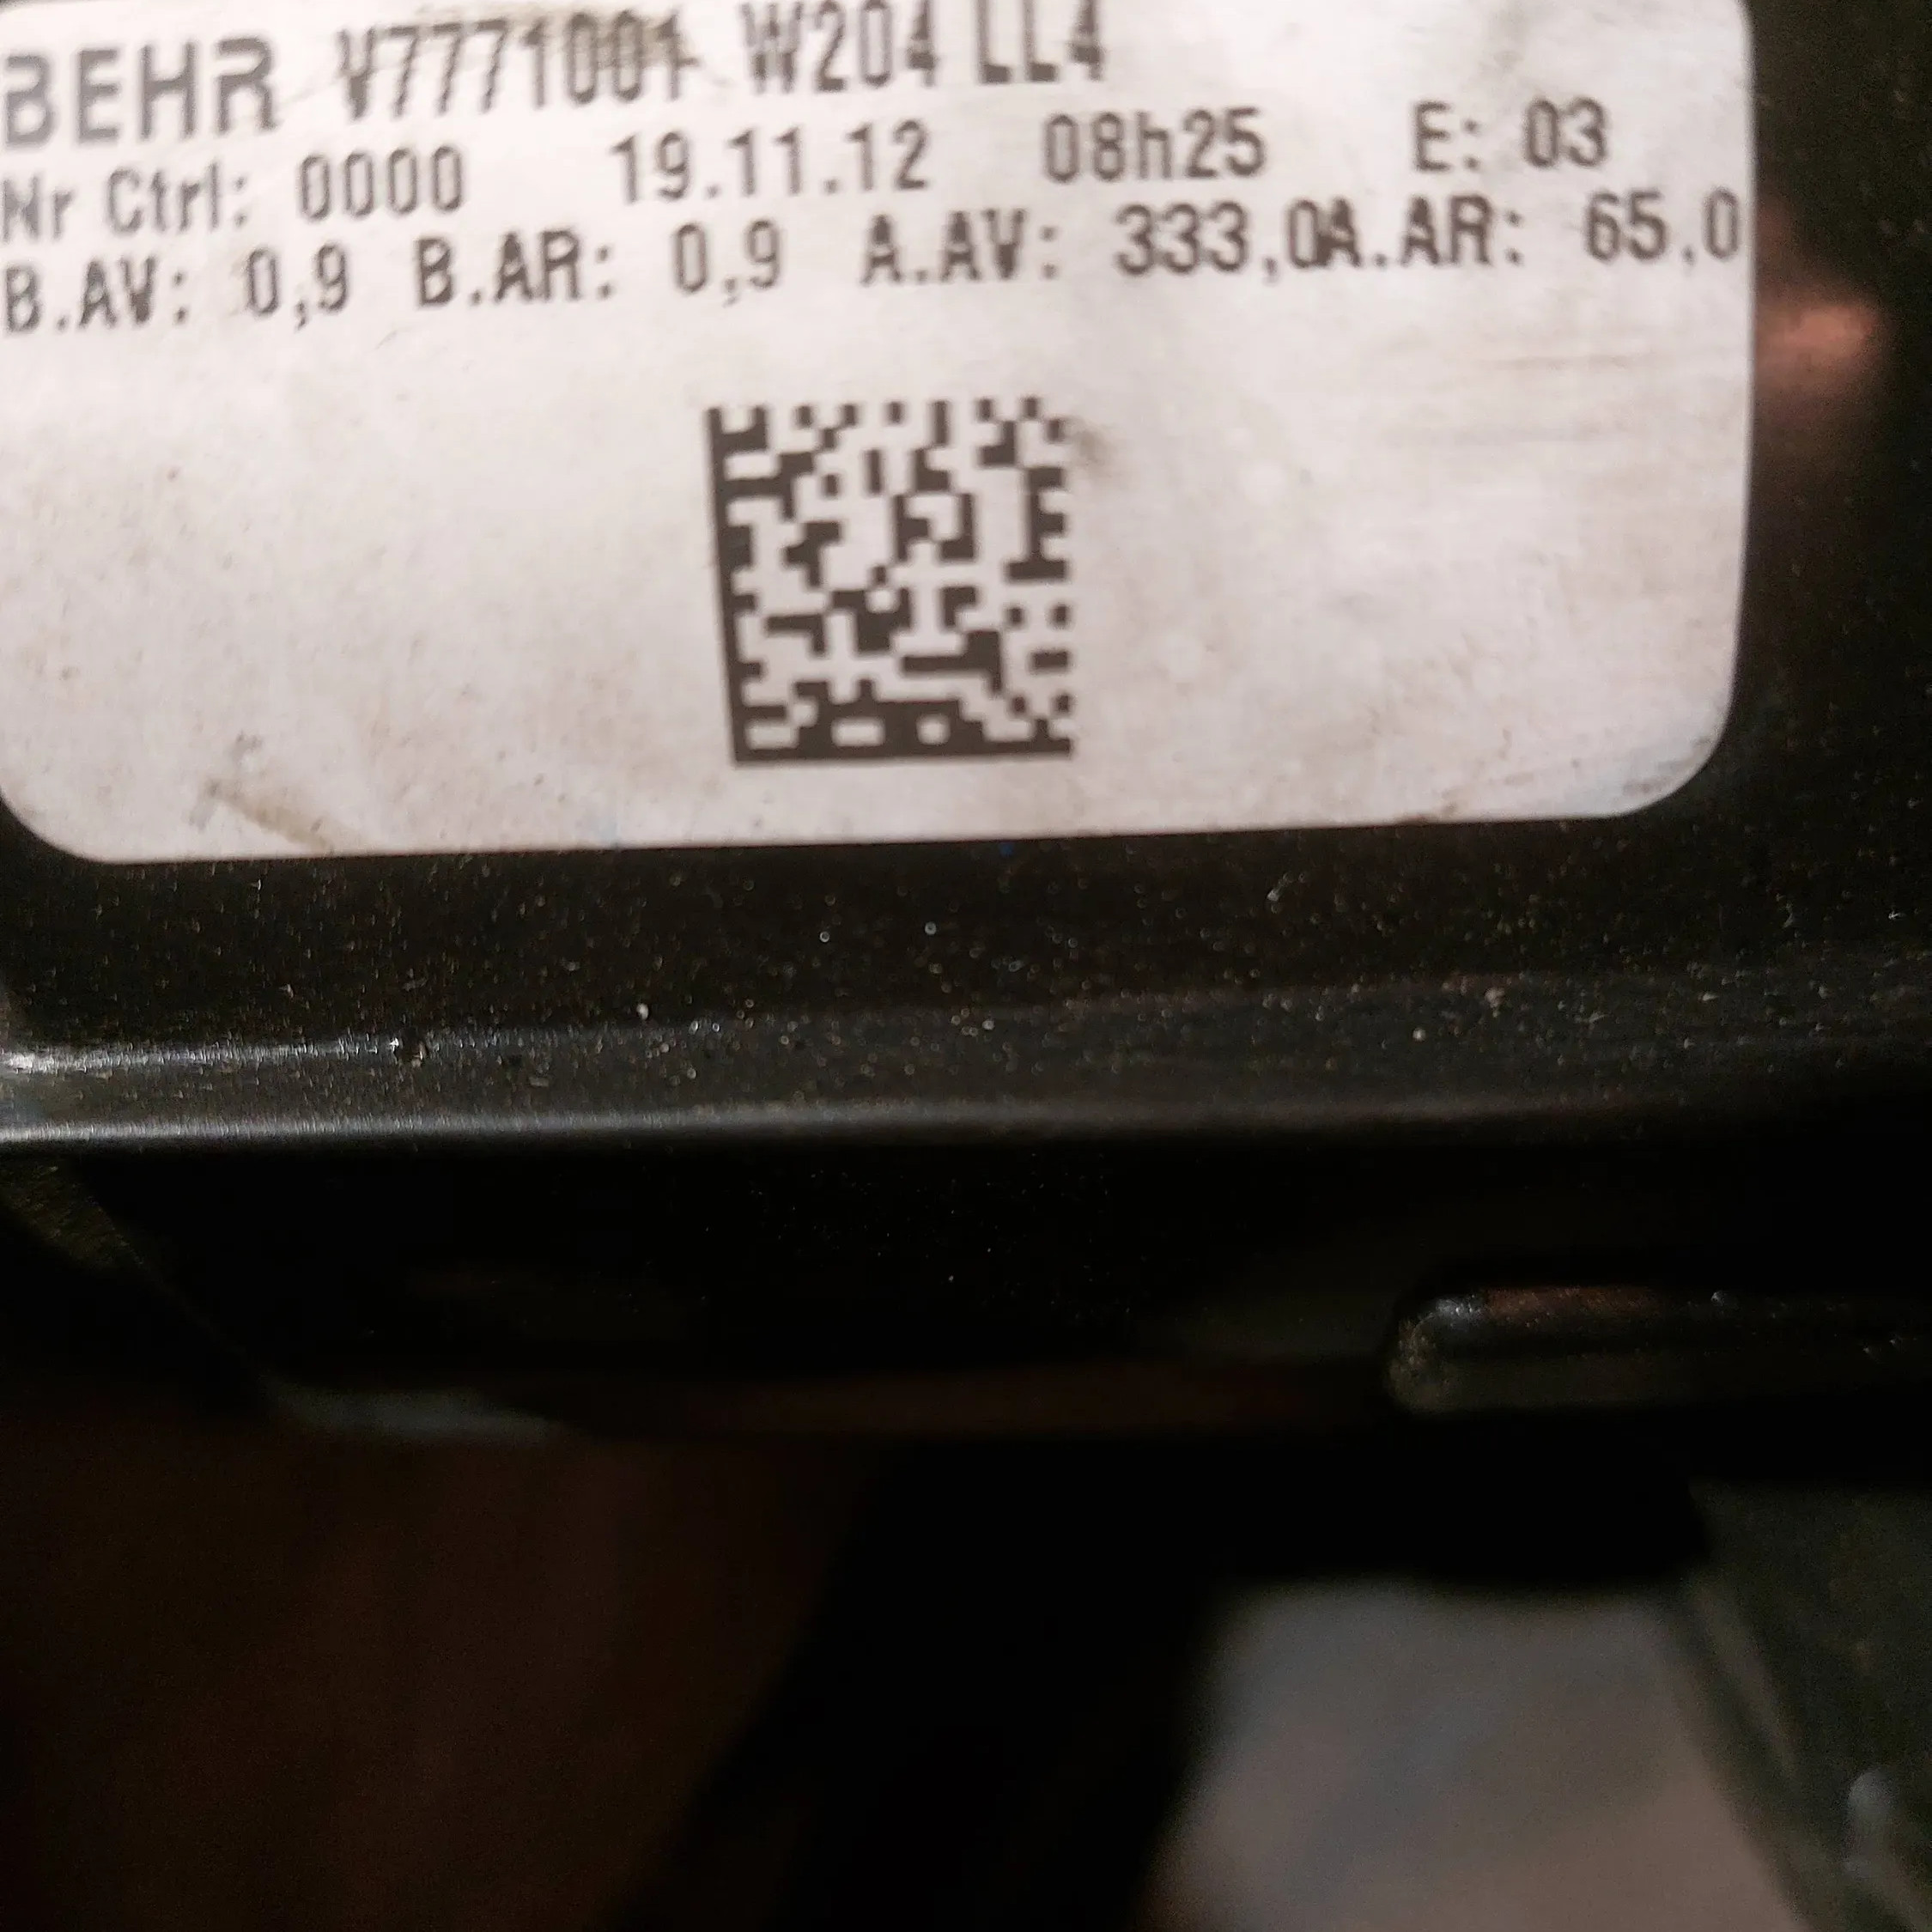 BEHR V7771001 W204 LL4
Nr Ctrl: 0000 19.11.12 08h25 E: 03
B.AV: 0,9 B.AR: 0,9 A.AV: 333,0A.AR: 65,0